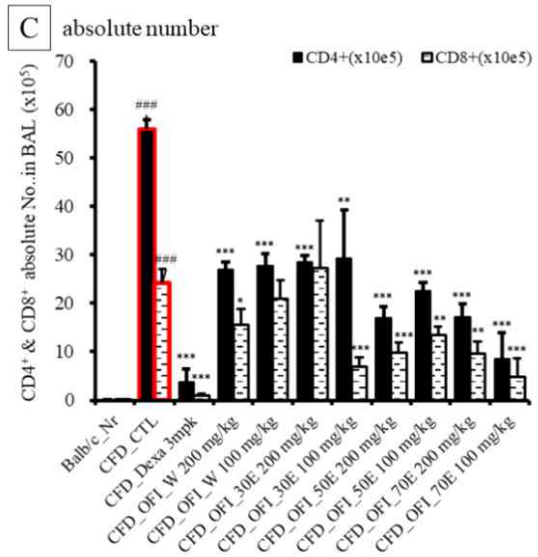 C absolute number
CD4+(x10e5) CD8+(x10e5)
CD4⁺ & CD8⁺ absolute No..in BAL (x10⁵)
70
60
50
40
30
20
10
0
###
###
***
***
***
*
***
***
**
***
***
***
***
**
***
**
***
***
Balb/c_Nr
CFD_CTL
CFD_Dexa 3mpk
CFD_OFI_W 200 mg/kg
CFD_OFI_W 100 mg/kg
CFD_OFI_30E 200 mg/kg
CFD_OFI_30E 100 mg/kg
CFD_OFI_50E 200 mg/kg
CFD_OFI_50E 100 mg/kg
CFD_OFI_70E 200 mg/kg
CFD_OFI_70E 100 mg/kg